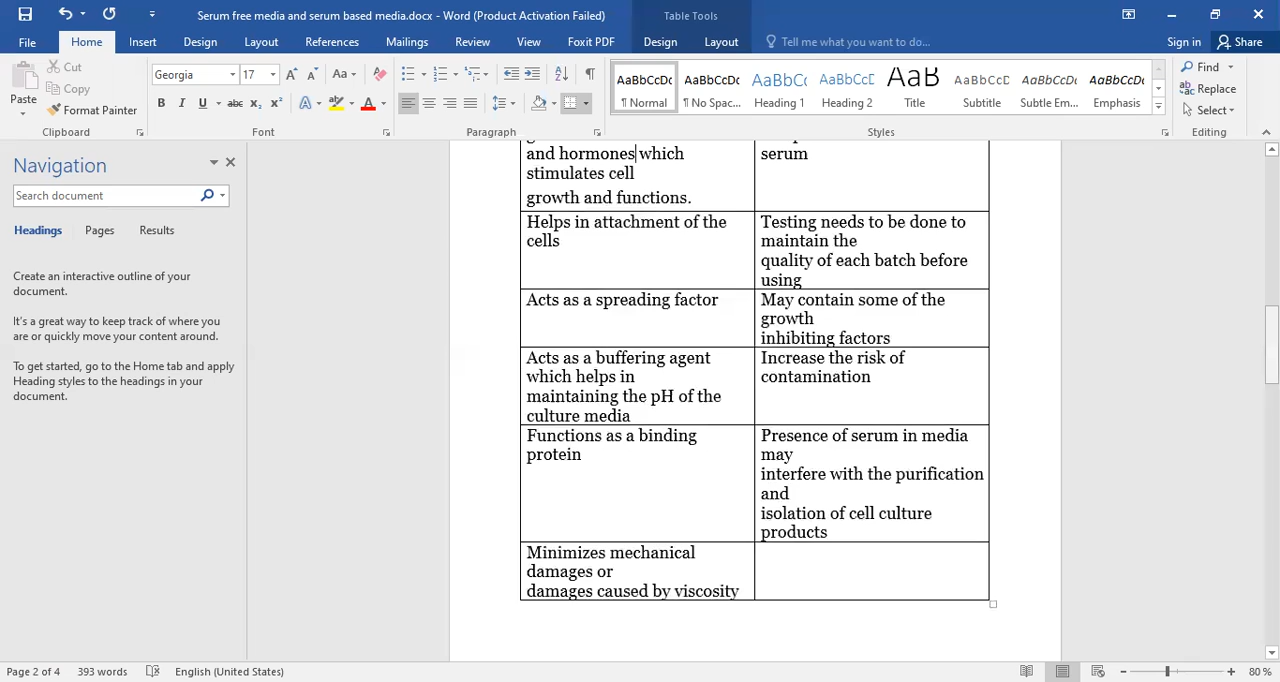 Serum free media and serum based media.docx - Word (Product Activation Failed)
Table Tools
File Home Insert Design Layout References Mailings Review View Foxit PDF Design Layout Tell me what you want to do... Sign in Share
Paste
Cut
Copy
Format Painter
Clipboard
Georgia 17
Font
Paragraph
AaBbCcDc AaBbCcDc AaBbCc AaBbCc AaB AaBbCcD AaBbCcDc AaBbCcDc
¶ Normal ¶ No Spac... Heading 1 Heading 2 Title Subtitle Subtle Em... Emphasis
Styles
Find
Replace
Select
Editing
Navigation
Search document
Headings Pages Results
Create an interactive outline of your
document.
It's a great way to keep track of where you
are or quickly move your content around.
To get started, go to the Home tab and apply
Heading styles to the headings in your
document.
and hormones which
stimulates cell
growth and functions.
serum
Helps in attachment of the
cells
Testing needs to be done to
maintain the
quality of each batch before
using
Acts as a spreading factor
May contain some of the
growth
inhibiting factors
Acts as a buffering agent
which helps in
maintaining the pH of the
culture media
Increase the risk of
contamination
Functions as a binding
protein
Presence of serum in media
may
interfere with the purification
and
isolation of cell culture
products
Minimizes mechanical
damages or
damages caused by viscosity
Page 2 of 4 393 words English (United States) 80 %